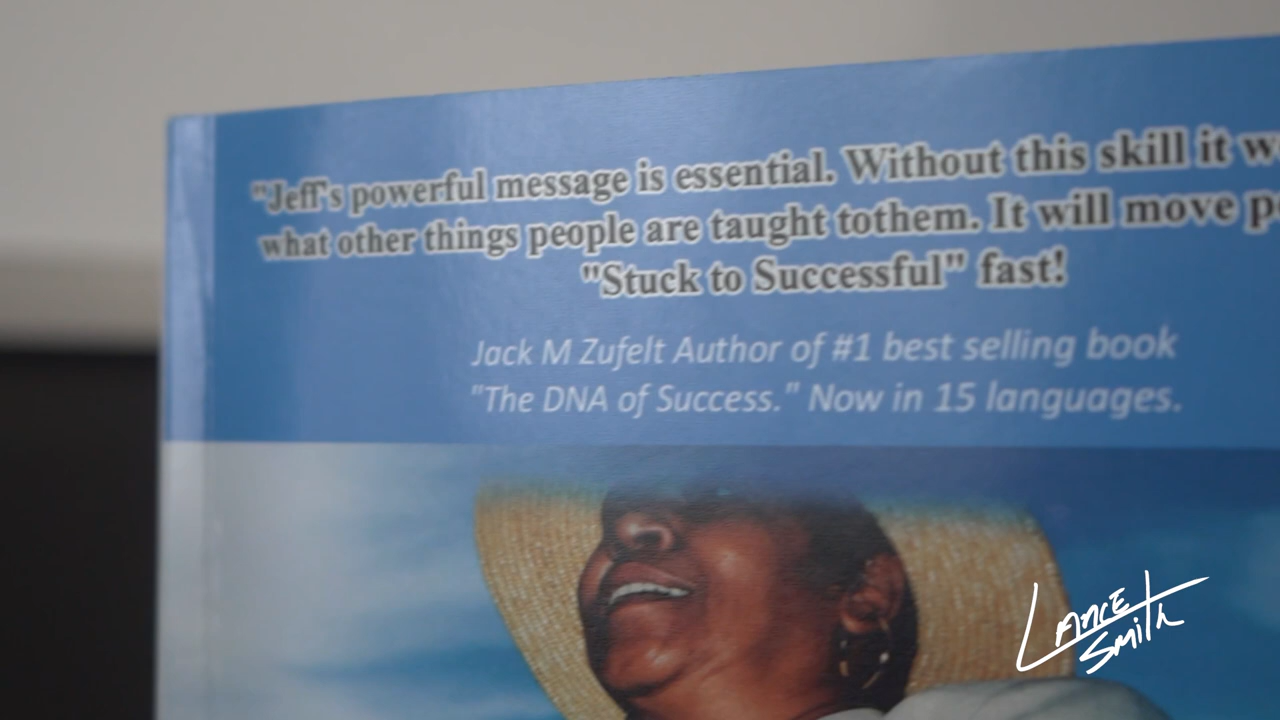 "Jeff's powerful message is essential. Without this skill it
what other things people are taught tothem. It will move
"Stuck to Successful" fast!
Jack M Zufelt Author of #1 best selling book
"The DNA of Success." Now in 15 languages.
Lance
Smith